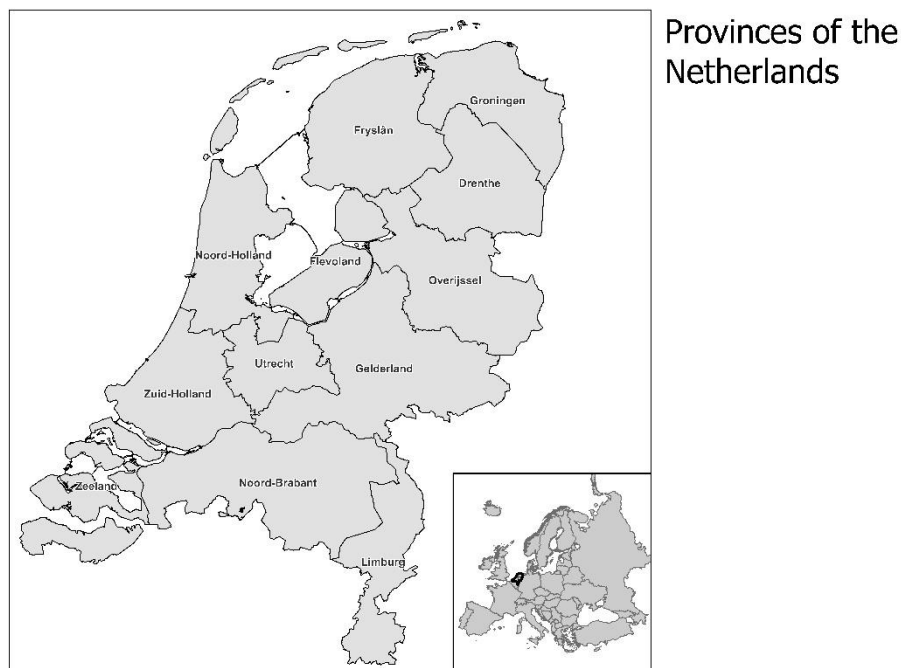 Provinces of the
Netherlands
Groningen
Fryslân
Drenthe
Noord-Holland
Flevoland
Overijssel
Utrecht
Gelderland
Zuid-Holland
Zeeland
Noord-Brabant
Limburg